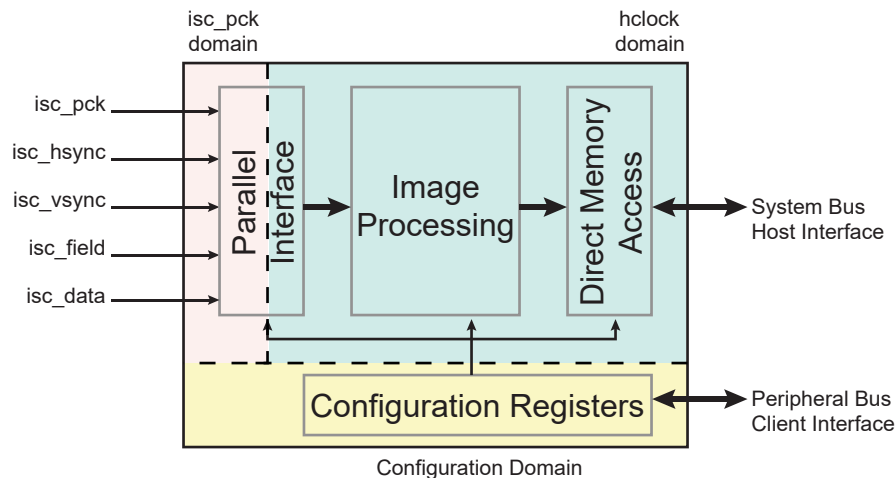 isc_pck
domain
hclock
domain
isc_pck
isc_hsync
isc_vsync
isc_field
isc_data
Parallel
Interface
Image
Processing
Direct Memory
Access
System Bus
Host Interface
Configuration Registers
Peripheral Bus
Client Interface
Configuration Domain